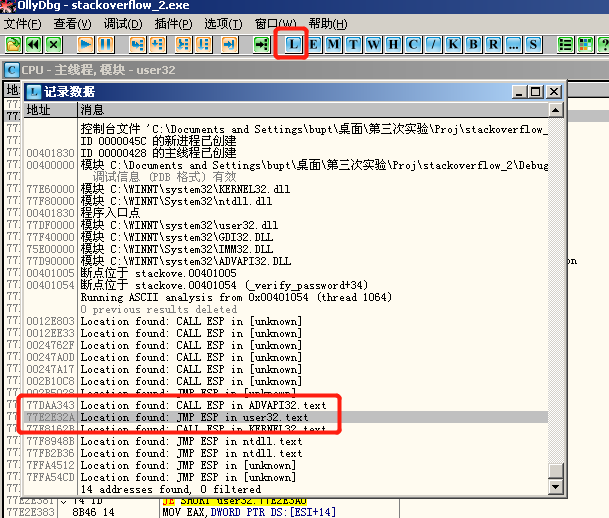 OllyDbg - stackoverflow_2.exe
文件(F) 查看(V) 调试(D) 插件(P) 选项(T) 窗口(W) 帮助(H)
L E M T W H C / K B R ... S
C CPU - 主线程, 模块 - user32
L 记录数据
地址 消息
控制台文件 'C:\Documents and Settings\bupt\桌面\第三次实验\Proj\stackoverflow_
ID 0000045C 的新进程已创建
00401830 ID 00000428 的主线程已创建
00400000 模块 C:\Documents and Settings\bupt\桌面\第三次实验\Proj\stackoverflow_2\Debug
调试信息 (PDB 格式) 有效
77E60000 模块 C:\WINNT\system32\KERNEL32.dll
77F80000 模块 C:\WINNT\System32\ntdll.dll
00401830 程序入口点
77DF0000 模块 C:\WINNT\system32\user32.dll
77F40000 模块 C:\WINNT\system32\GDI32.DLL
75E00000 模块 C:\WINNT\System32\IMM32.DLL
77D90000 模块 C:\WINNT\system32\ADVAPI32.DLL
00401005 断点位于 stackove.00401005
00401054 断点位于 stackove.00401054 (_verify_password+34)
Running ASCII analysis from 0x00401054 (thread 1064)
0 previous results deleted
0012E803 Location found: CALL ESP in [unknown]
0012EE33 Location found: CALL ESP in [unknown]
0024762F Location found: CALL ESP in [unknown]
00247A0D Location found: CALL ESP in [unknown]
00247A17 Location found: CALL ESP in [unknown]
002B10C8 Location found: CALL ESP in [unknown]
Location found: JMP ESP in [unknown]
77DAA343 Location found: CALL ESP in ADVAPI32.text
77E2E32A Location found: JMP ESP in user32.text
77E8162B Location found: CALL ESP in KERNEL32.text
77F8948B Location found: JMP ESP in ntdll.text
77FB2B36 Location found: JMP ESP in ntdll.text
7FFA4512 Location found: JMP ESP in [unknown]
7FFA54CD Location found: JMP ESP in [unknown]
14 addresses found, 0 filtered
77E2E381 74 1D JE SHORT user32.77E2E3A0
8B46 14 MOV EAX,DWORD PTR DS:[ESI+14]